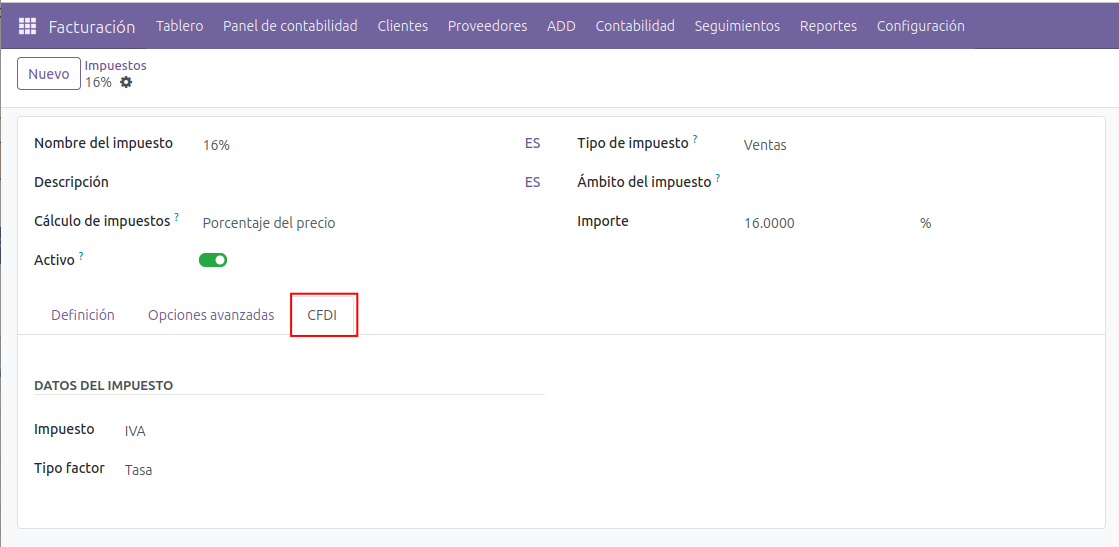 Facturación Tablero Panel de contabilidad Clientes Proveedores ADD Contabilidad Seguimientos Reportes Configuración
Nuevo
Impuestos
16%
Nombre del impuesto 16% ES Tipo de impuesto ? Ventas
Descripción ES Ámbito del impuesto ?
Cálculo de impuestos ? Porcentaje del precio Importe 16.0000 %
Activo ?
Definición Opciones avanzadas CFDI
DATOS DEL IMPUESTO
Impuesto IVA
Tipo factor Tasa